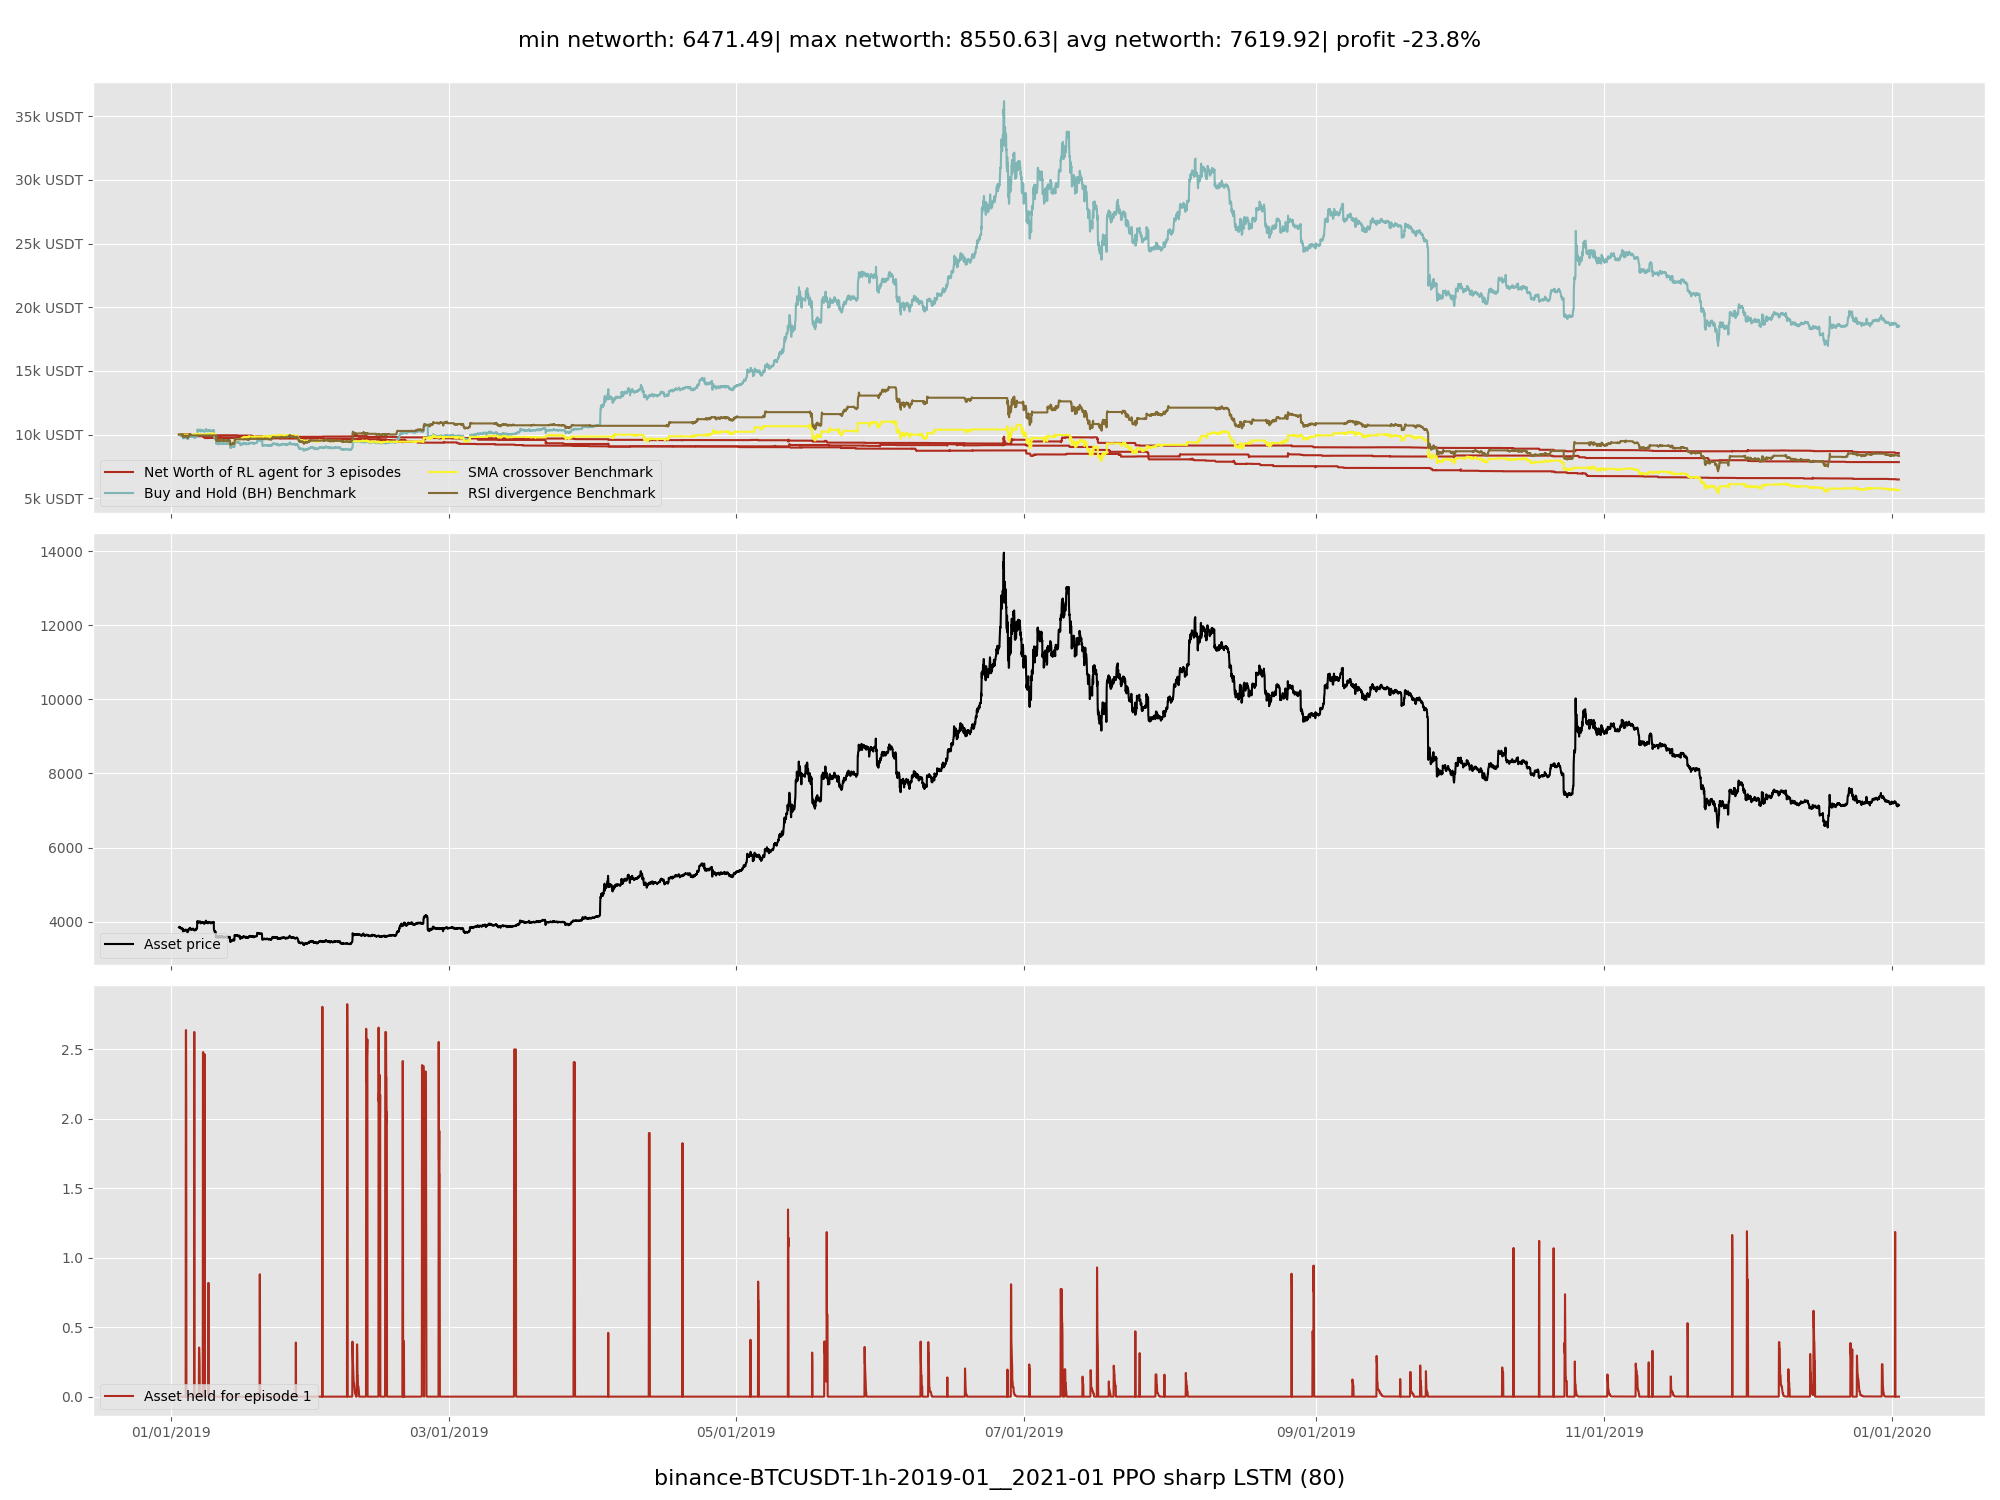 min networth: 6471.49| max networth: 8550.63| avg networth: 7619.92| profit -23.8%
35k USDT
30k USDT
25k USDT
20k USDT
15k USDT
10k USDT
5k USDT
Net Worth of RL agent for 3 episodes
Buy and Hold (BH) Benchmark
SMA crossover Benchmark
RSI divergence Benchmark
14000
12000
10000
8000
6000
4000
Asset price
2.5
2.0
1.5
1.0
0.5
0.0
Asset held for episode 1
01/01/2019 03/01/2019 05/01/2019 07/01/2019 09/01/2019 11/01/2019 01/01/2020
binance-BTCUSDT-1h-2019-01__2021-01 PPO sharp LSTM (80)